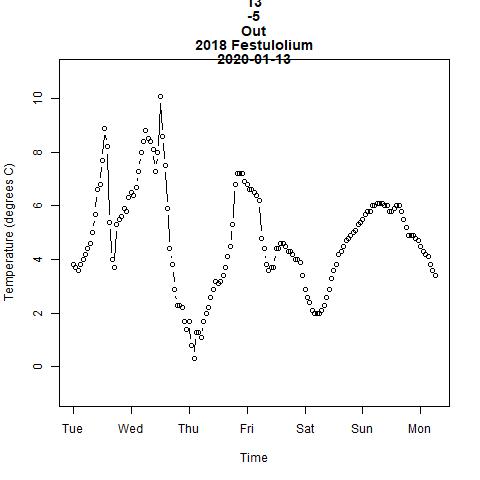 13
-5
Out
2018 Festulolium
2020-01-13
Temperature (degrees C)
10
8
6
4
2
0
Tue Wed Thu Fri Sat Sun Mon
Time